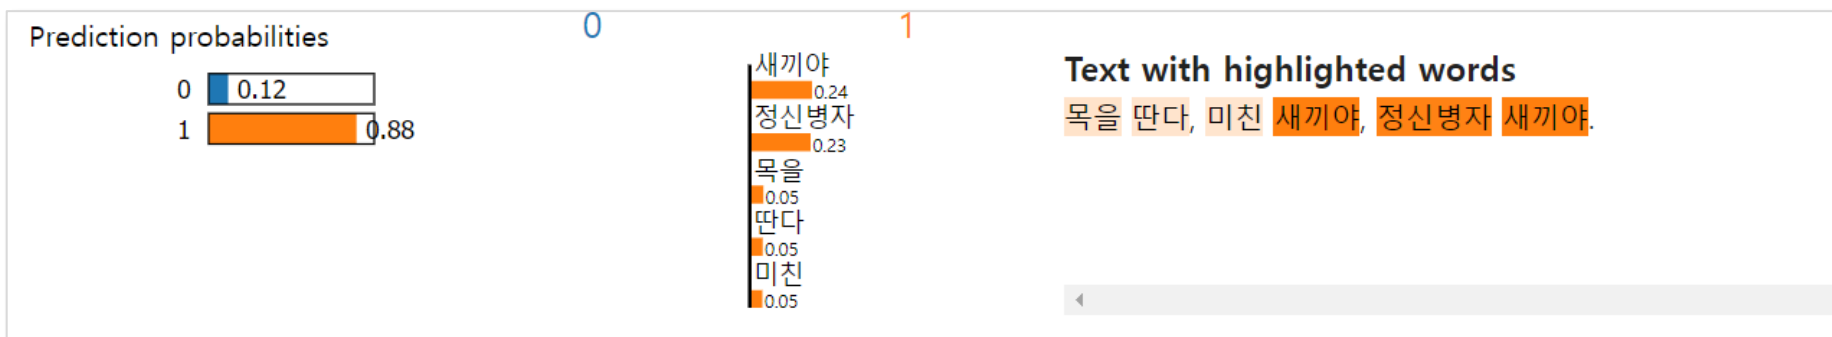 Prediction probabilities
0 0.12
1 0.88
0 1
새끼야
0.24
정신병자
0.23
목을
0.05
딴다
0.05
미친
0.05
Text with highlighted words
목을 딴다, 미친 새끼야, 정신병자 새끼야.